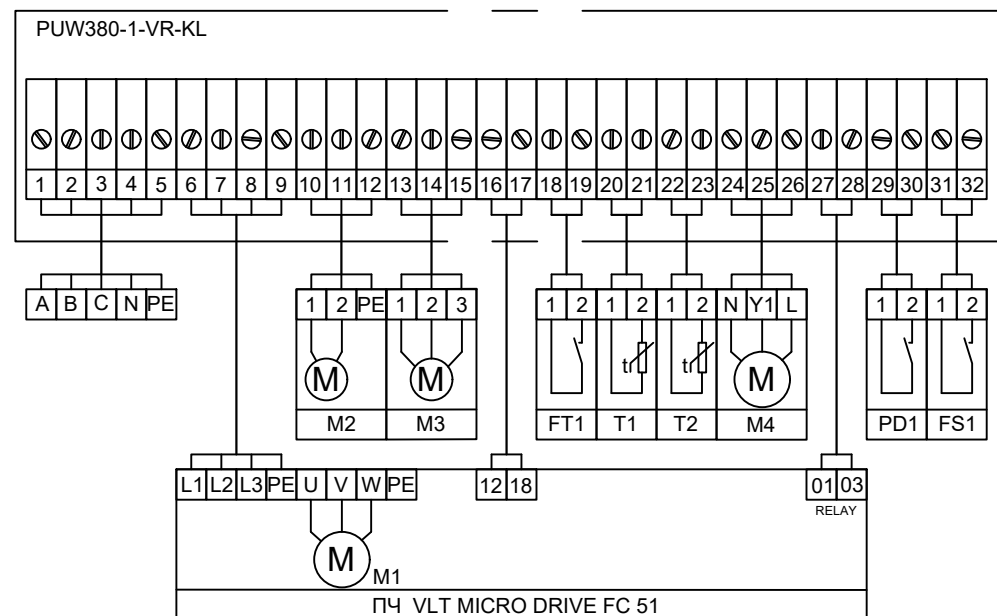 PUW380-1-VR-KL
1 2 3 4 5 6 7 8 9 10 11 12 13 14 15 16 17 18 19 20 21 22 23 24 25 26 27 28 29 30 31 32
A B C N PE 1 2 PE 1 2 3 1 2 1 2 1 2 N Y1 L 1 2 1 2
t t
M M M
M2 M3 FT1 T1 T2 M4 PD1 FS1
L1 L2 L3 PE U V W PE 12 18 01 03
RELAY
M
M1
ПЧ VLT MICRO DRIVE FC 51